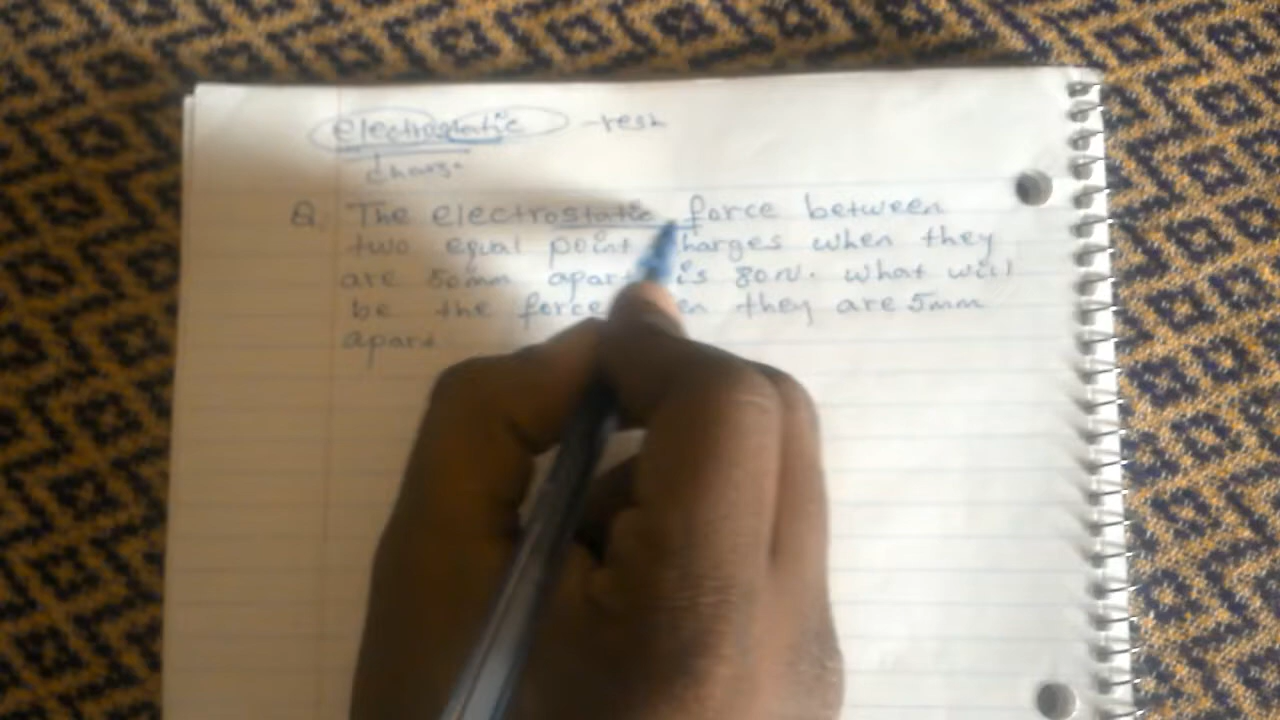 electrostatic - rest
charge
Q. The electrostatic force between
two equal point charges when they
are 50mm apart is 80N. What will
be the force when they are 5mm
apart